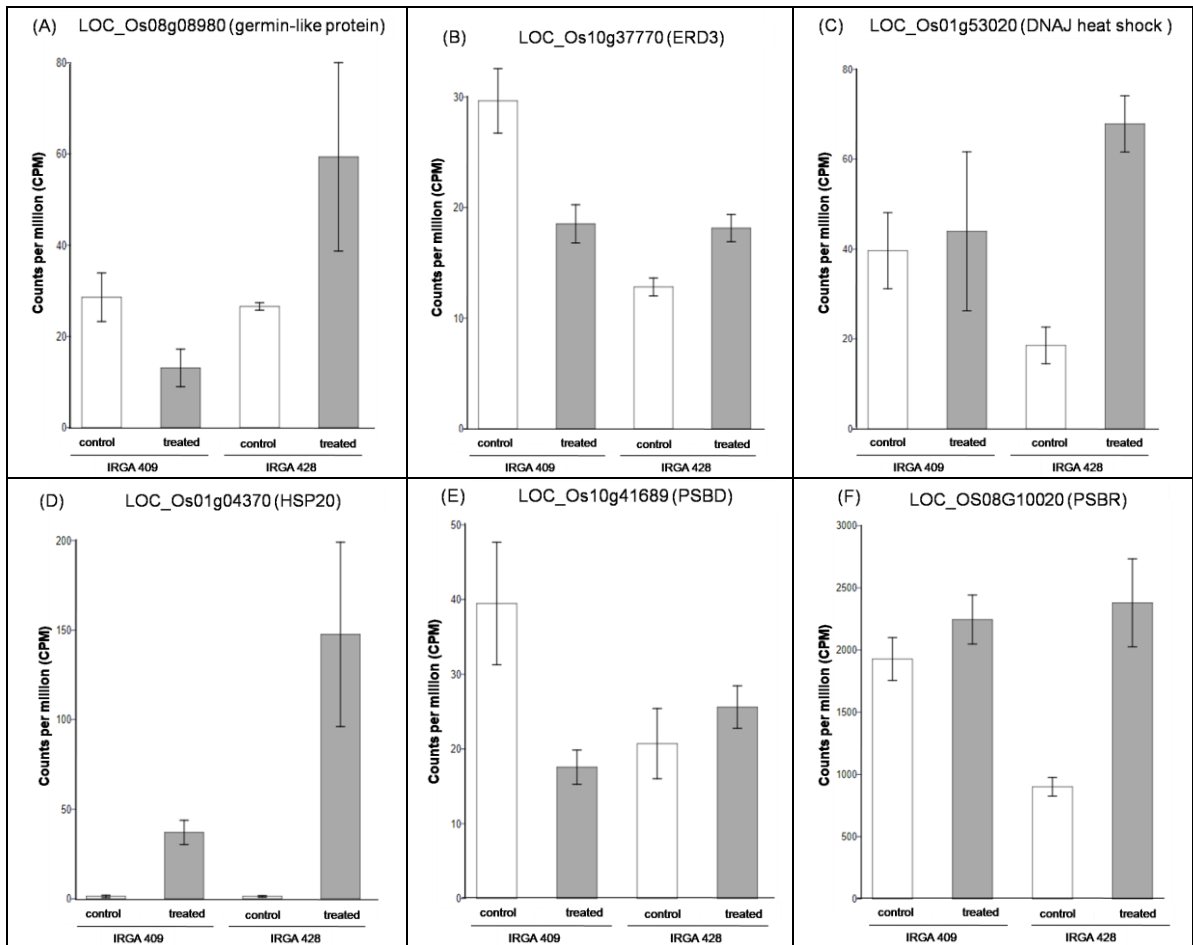 (A) LOC_Os08g08980 (germin-like protein)
Counts per million (CPM)
80
60
40
20
0
control treated control treated
IRGA 409 IRGA 428
(B) LOC_Os10g37770 (ERD3)
Counts per million (CPM)
30
20
10
0
control treated control treated
IRGA 409 IRGA 428
(C) LOC_Os01g53020 (DNAJ heat shock )
Counts per million (CPM)
80
60
40
20
0
control treated control treated
IRGA 409 IRGA 428
(D) LOC_Os01g04370 (HSP20)
Counts per million (CPM)
200
150
100
50
0
control treated control treated
IRGA 409 IRGA 428
(E) LOC_Os10g41689 (PSBD)
Counts per million (CPM)
50
40
30
20
10
0
control treated control treated
IRGA 409 IRGA 428
(F) LOC_OS08G10020 (PSBR)
Counts per million (CPM)
3000
2500
2000
1500
1000
500
0
control treated control treated
IRGA 409 IRGA 428